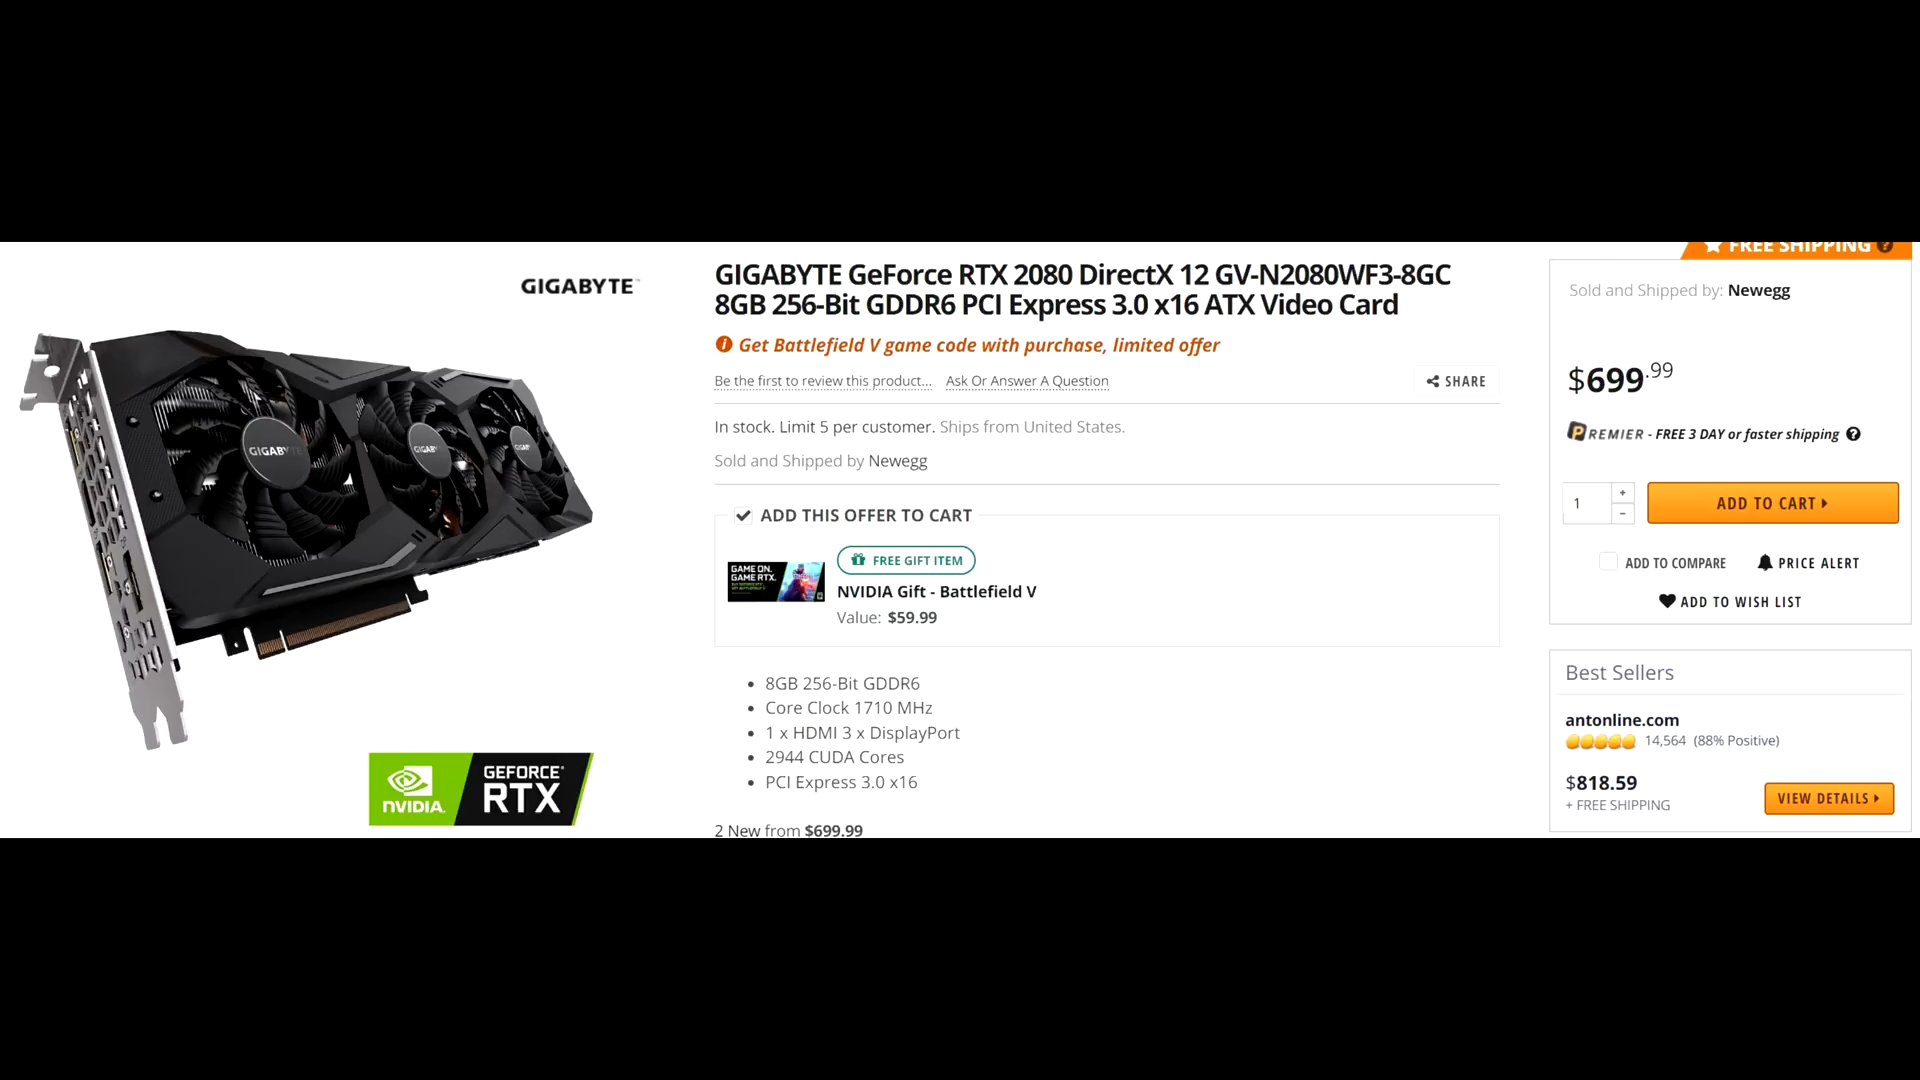 GIGABYTE™
GIGABYTE
GIGABYTE
GIGABYTE
NVIDIA.
GEFORCE®
RTX
GIGABYTE GeForce RTX 2080 DirectX 12 GV-N2080WF3-8GC
8GB 256-Bit GDDR6 PCI Express 3.0 x16 ATX Video Card
Get Battlefield V game code with purchase, limited offer
Be the first to review this product... Ask Or Answer A Question
SHARE
In stock. Limit 5 per customer. Ships from United States.
Sold and Shipped by Newegg
ADD THIS OFFER TO CART
GAME ON.
GAME RTX.
FREE GIFT ITEM
NVIDIA Gift - Battlefield V
Value: $59.99
8GB 256-Bit GDDR6
Core Clock 1710 MHz
1 x HDMI 3 x DisplayPort
2944 CUDA Cores
PCI Express 3.0 x16
2 New from $699.99
FREE SHIPPING ?
Sold and Shipped by: Newegg
$699.99
PREMIER - FREE 3 DAY or faster shipping ?
1
+
-
ADD TO CART
ADD TO COMPARE
PRICE ALERT
ADD TO WISH LIST
Best Sellers
antonline.com
14,564 (88% Positive)
$818.59
+ FREE SHIPPING
VIEW DETAILS